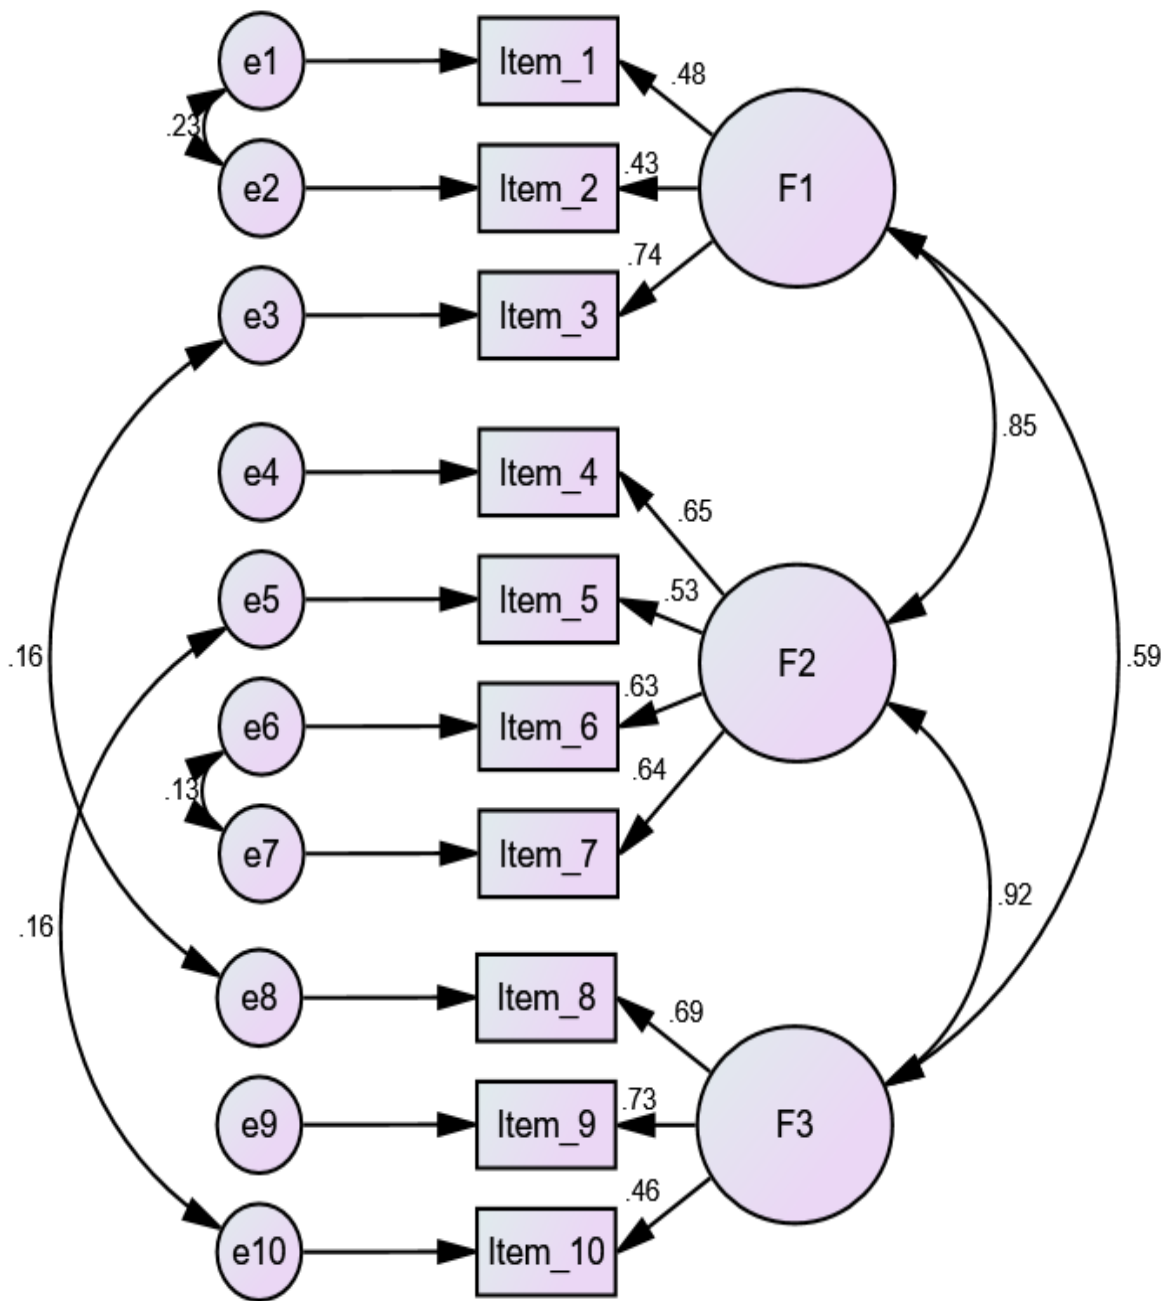 e1
Item_1
.48
.23
e2
Item_2
.43
F1
.74
e3
Item_3
e4
Item_4
.65
.85
e5
Item_5
.53
.16
F2
.59
.63
e6
Item_6
.13
.64
e7
Item_7
.92
.16
e8
Item_8
.69
e9
Item_9
.73
F3
.46
e10
Item_10